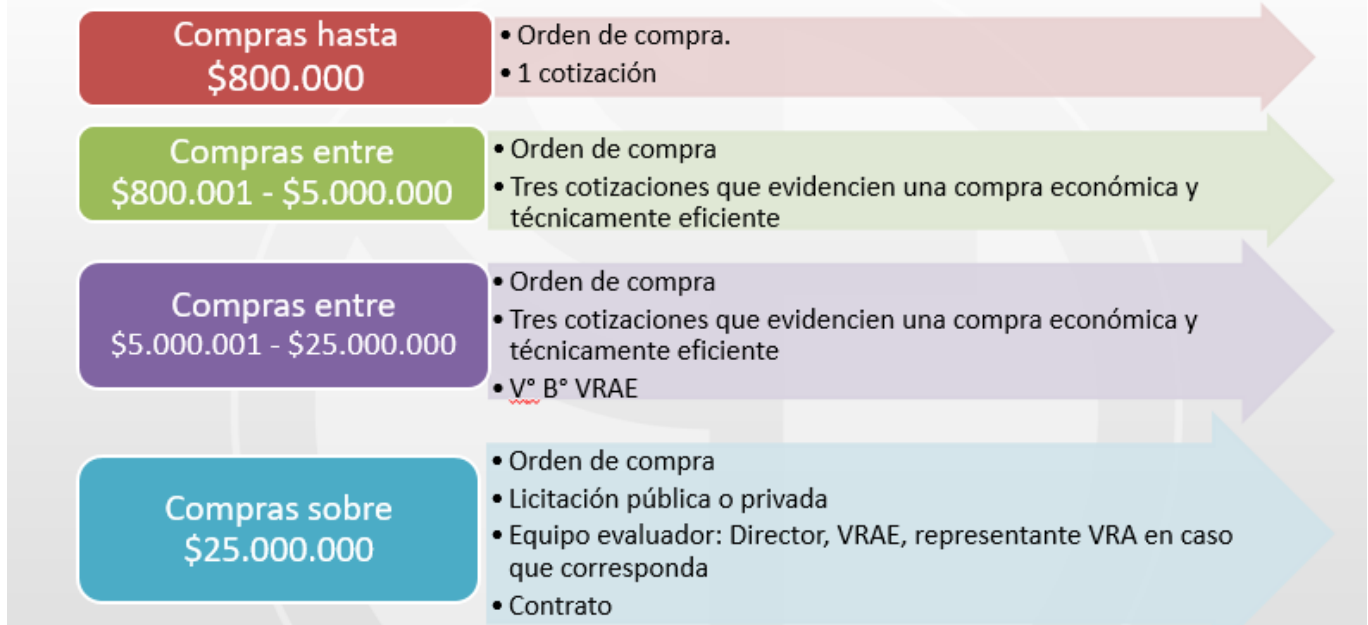 Compras hasta
$800.000
• Orden de compra.
• 1 cotización
Compras entre
$800.001 - $5.000.000
• Orden de compra
• Tres cotizaciones que evidencien una compra económica y
técnicamente eficiente
Compras entre
$5.000.001 - $25.000.000
• Orden de compra
• Tres cotizaciones que evidencien una compra económica y
técnicamente eficiente
• V° B° VRAE
Compras sobre
$25.000.000
• Orden de compra
• Licitación pública o privada
• Equipo evaluador: Director, VRAE, representante VRA en caso
que corresponda
• Contrato